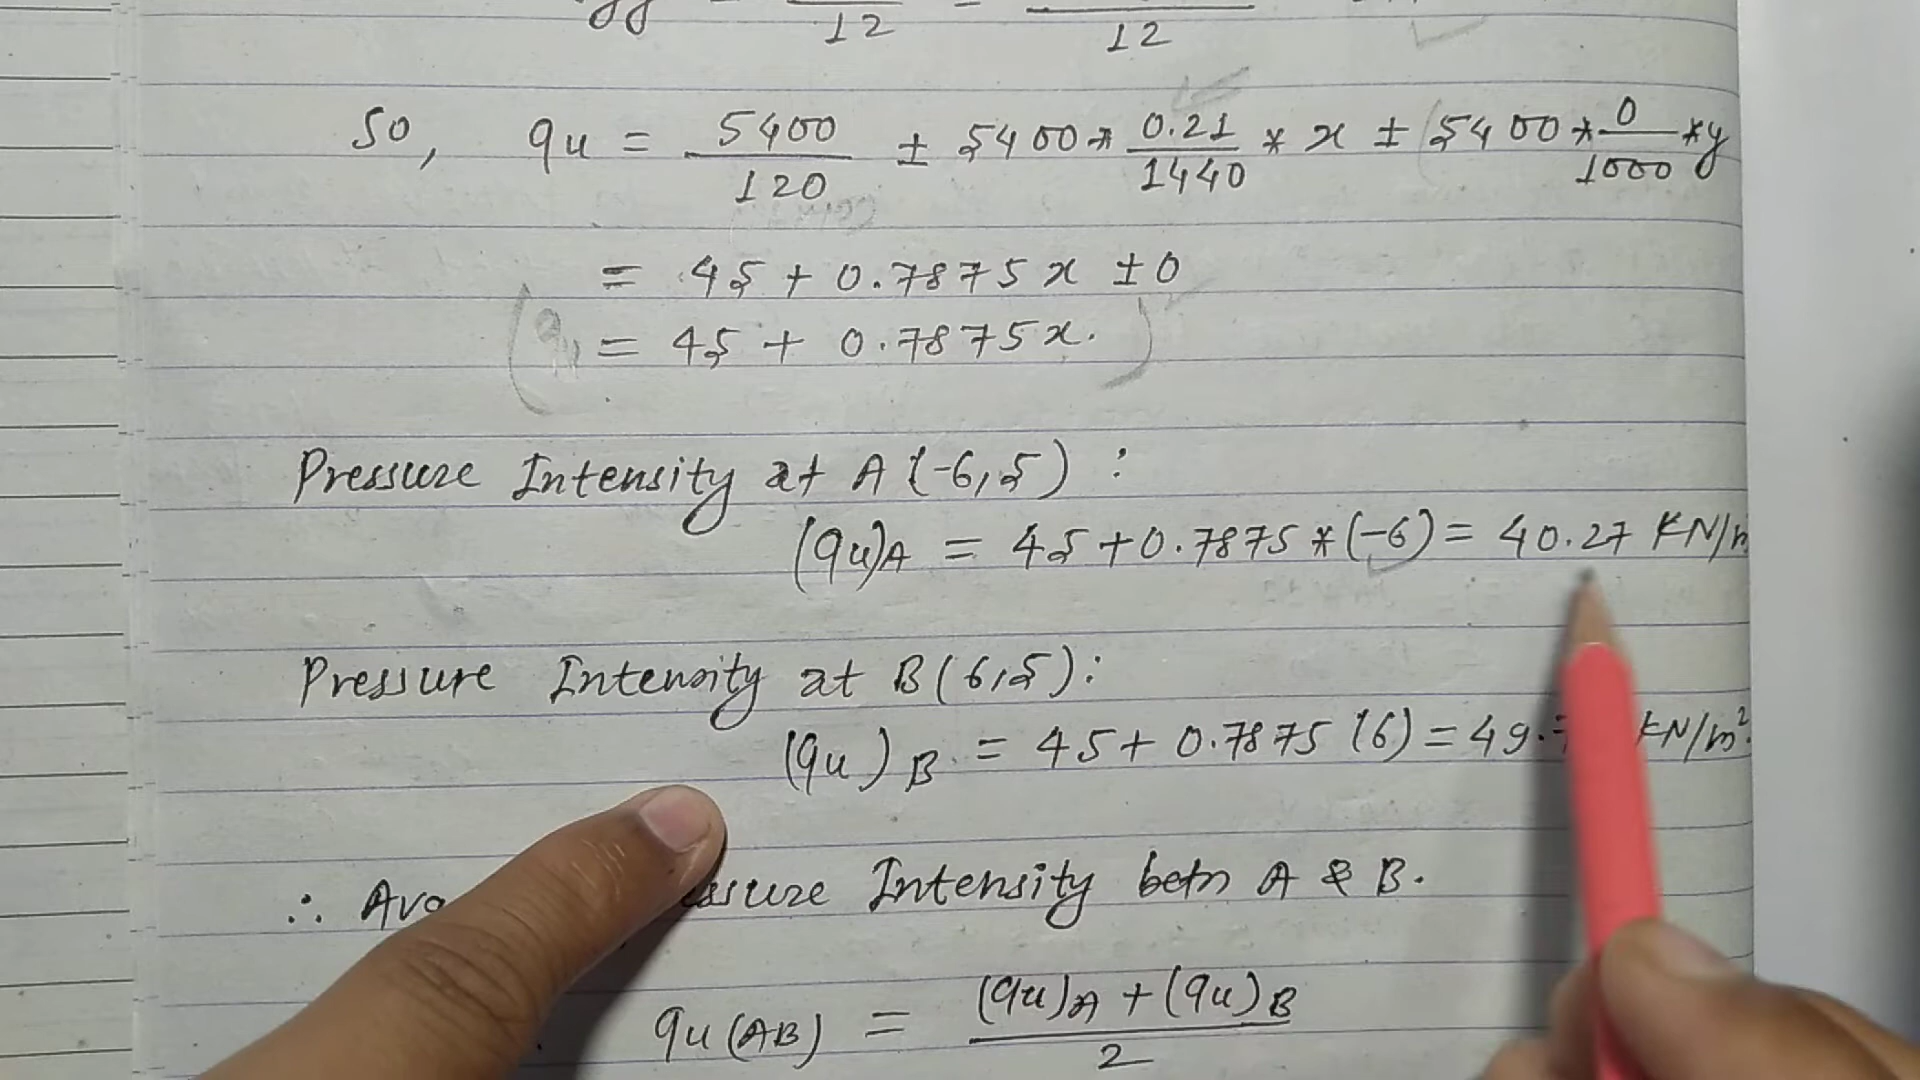 12 = 12
So, qu = 5400/120 ± 5400*0.21/1440 * x ± 5400*0/1000*y
= 45 + 0.7875x ±0
qu = 45 + 0.7875x.
Pressure Intensity at A(-6,5) :
(qu)A = 45+0.7875*(-6) = 40.27 KN/
Pressure Intensity at B(6,5):
(qu)B = 45+ 0.7875 (6) = 49. KN/m².
∴ Intensity betn A & B.
qu(AB) = (qu)A + (qu)B / 2